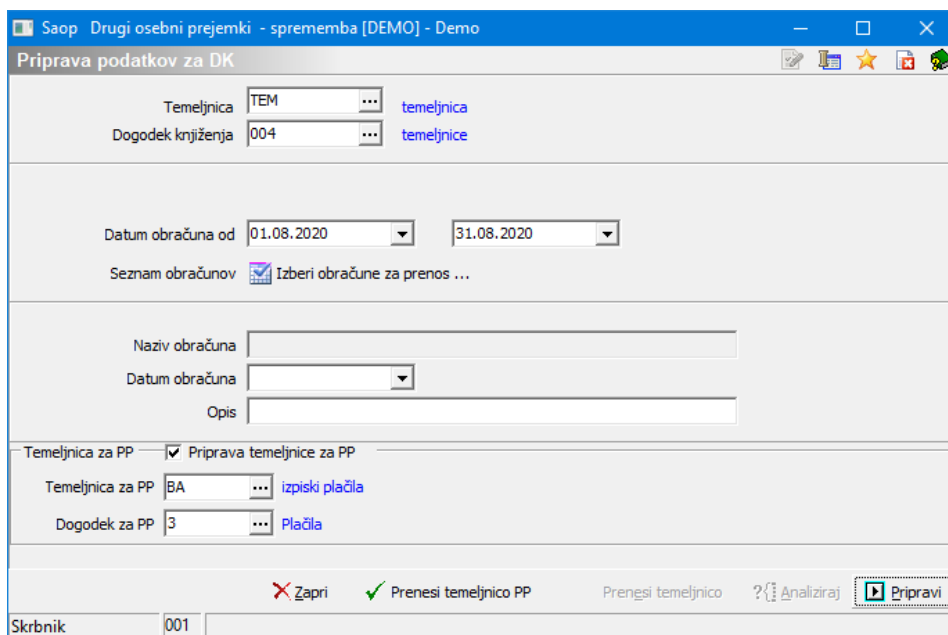 Saop Drugi osebni prejemki - sprememba [DEMO] - Demo
Priprava podatkov za DK
Temeljnica TEM ... temeljnica
Dogodek knjiženja 004 ... temeljnice
Datum obračuna od 01.08.2020 31.08.2020
Seznam obračunov Izberi obračune za prenos ...
Naziv obračuna
Datum obračuna
Opis
Temeljnica za PP Priprava temeljnice za PP
Temeljnica za PP BA ... izpiski plačila
Dogodek za PP 3 ... Plačila
Zapri Prenesi temeljnico PP Prenesi temeljnico Analiziraj Pripravi
Skrbnik 001